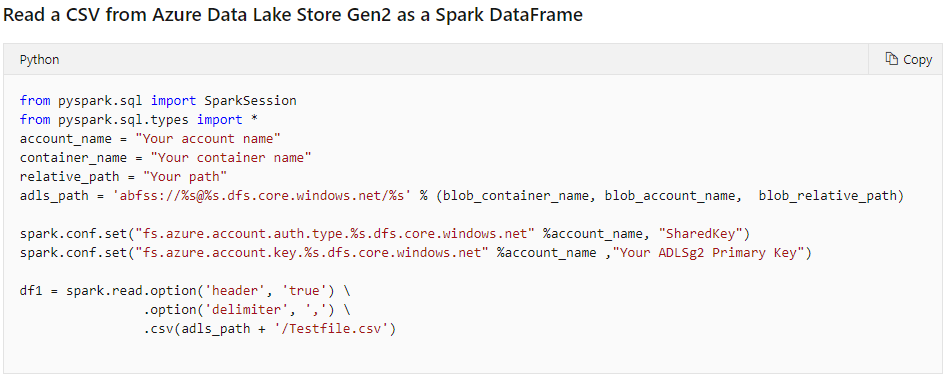 Read a CSV from Azure Data Lake Store Gen2 as a Spark DataFrame
Python
Copy
from pyspark.sql import SparkSession
from pyspark.sql.types import *
account_name = "Your account name"
container_name = "Your container name"
relative_path = "Your path"
adls_path = 'abfss://%s@%s.dfs.core.windows.net/%s' % (blob_container_name, blob_account_name,  blob_relative_path)

spark.conf.set("fs.azure.account.auth.type.%s.dfs.core.windows.net" %account_name, "SharedKey")
spark.conf.set("fs.azure.account.key.%s.dfs.core.windows.net" %account_name ,"Your ADLSg2 Primary Key")

df1 = spark.read.option('header', 'true') \
                .option('delimiter', ',') \
                .csv(adls_path + '/Testfile.csv')